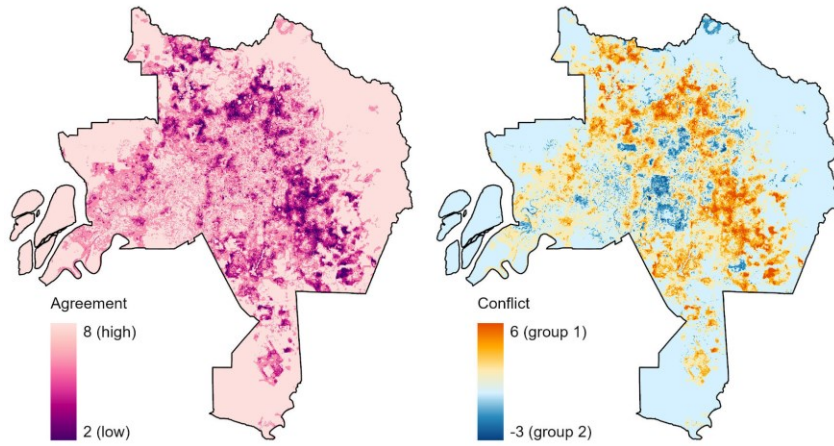 Agreement
8 (high)
2 (low)
Conflict
6 (group 1)
-3 (group 2)